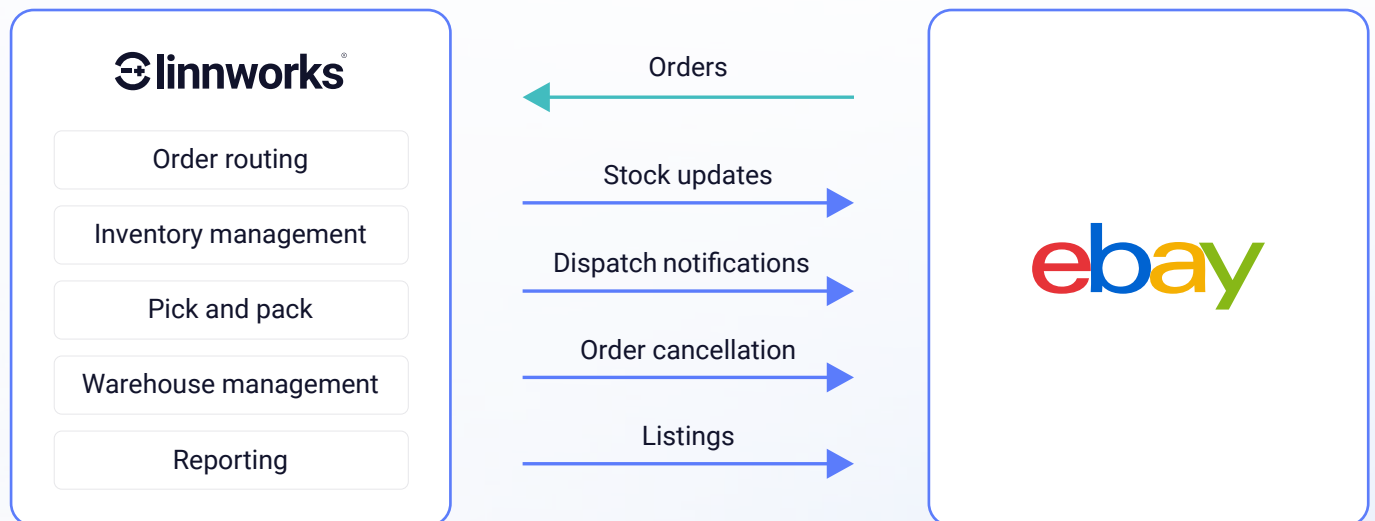 linnworks®
Order routing
Inventory management
Pick and pack
Warehouse management
Reporting
Orders
Stock updates
Dispatch notifications
Order cancellation
Listings
ebay